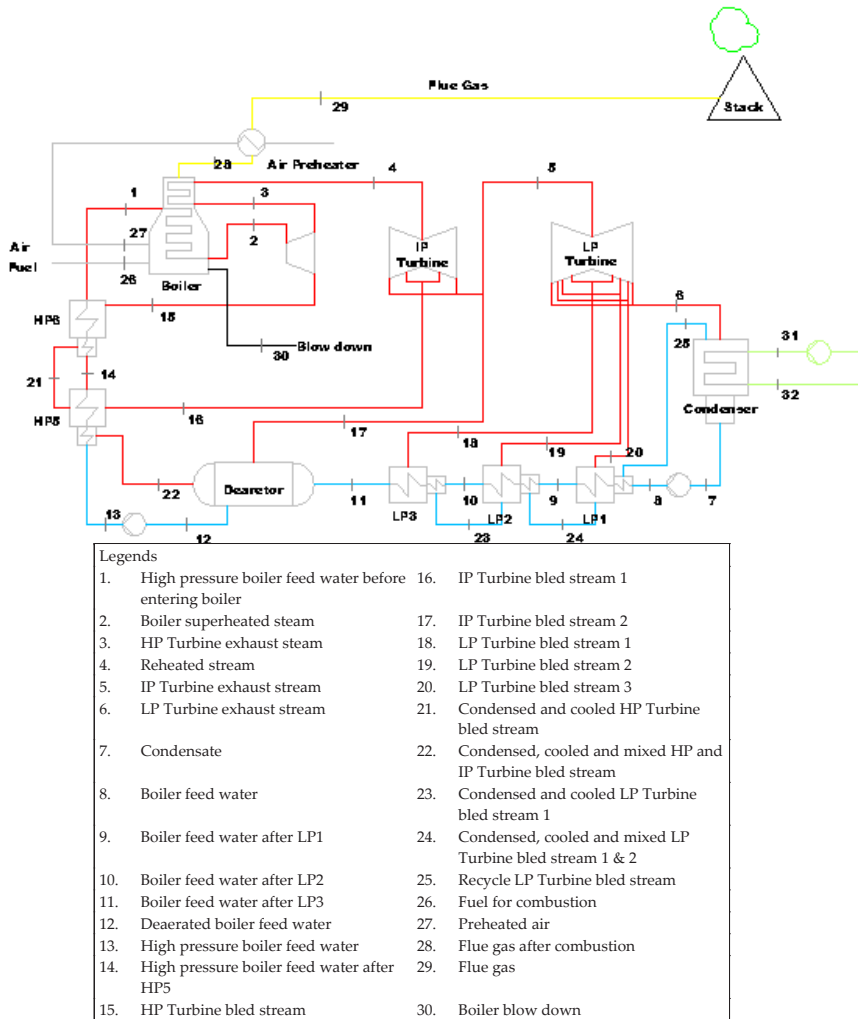 Flue Gas
29
Stack
28
Air Preheater
4
5
1
3
27
2
Air
Fuel
26
Boiler
IP
Turbine
LP
Turbine
6
15
HP6
30
Blow down
25
31
21
14
32
HP5
16
17
18
19
20
Condenser
22
Dearetor
11
10
9
8
7
13
12
LP3
LP2
LP1
23
24
Legends
1. High pressure boiler feed water before 16. IP Turbine bled stream 1
entering boiler
2. Boiler superheated steam 17. IP Turbine bled stream 2
3. HP Turbine exhaust steam 18. LP Turbine bled stream 1
4. Reheated stream 19. LP Turbine bled stream 2
5. IP Turbine exhaust stream 20. LP Turbine bled stream 3
6. LP Turbine exhaust stream 21. Condensed and cooled HP Turbine
bled stream
7. Condensate 22. Condensed, cooled and mixed HP and
IP Turbine bled stream
8. Boiler feed water 23. Condensed and cooled LP Turbine
bled stream 1
9. Boiler feed water after LP1 24. Condensed, cooled and mixed LP
Turbine bled stream 1 & 2
10. Boiler feed water after LP2 25. Recycle LP Turbine bled stream
11. Boiler feed water after LP3 26. Fuel for combustion
12. Deaerated boiler feed water 27. Preheated air
13. High pressure boiler feed water 28. Flue gas after combustion
14. High pressure boiler feed water after 29. Flue gas
HP5
15. HP Turbine bled stream 30. Boiler blow down